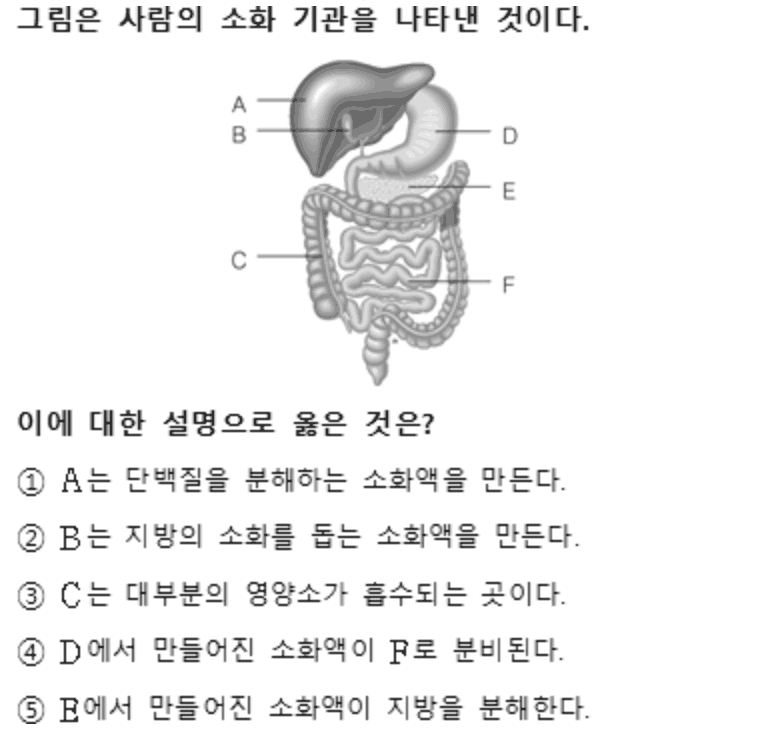 그림은 사람의 소화 기관을 나타낸 것이다.
A
B
D
E
C
F
이에 대한 설명으로 옳은 것은?
① A는 단백질을 분해하는 소화액을 만든다.
② B는 지방의 소화를 돕는 소화액을 만든다.
③ C는 대부분의 영양소가 흡수되는 곳이다.
④ D에서 만들어진 소화액이 F로 분비된다.
⑤ E에서 만들어진 소화액이 지방을 분해한다.